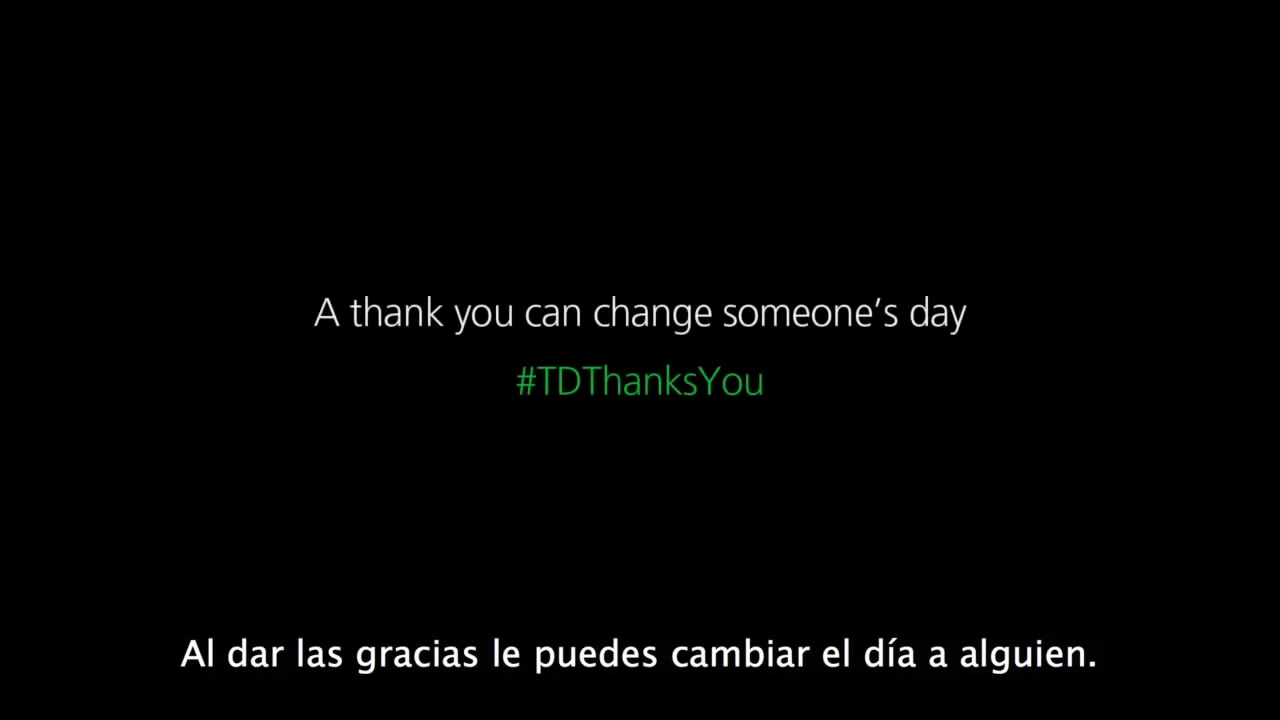 A thank you can change someone’s day
#TDThanksYou
Al dar las gracias le puedes cambiar el día a alguien.